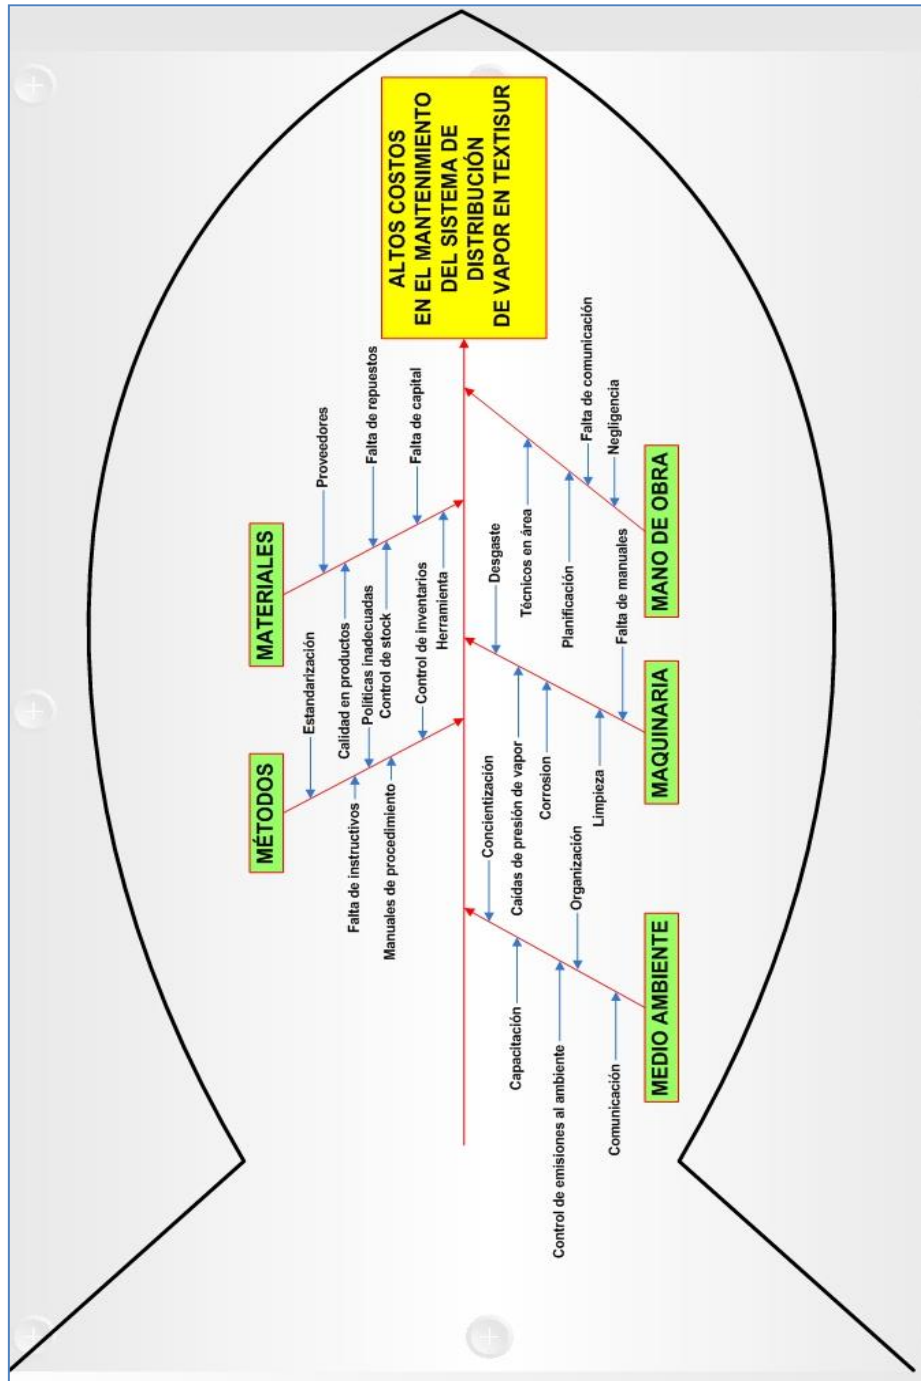 MÉTODOS
Estandarización
Falta de instructivos
Políticas inadecuadas
Manuales de procedimiento
Control de inventarios
MATERIALES
Proveedores
Calidad en productos
Falta de repuestos
Control de stock
Falta de capital
Herramienta
ALTOS COSTOS
EN EL MANTENIMIENTO
DEL SISTEMA DE
DISTRIBUCIÓN
DE VAPOR EN TEXTISUR
Concientización
Capacitación
Control de emisiones al ambiente
Organización
Comunicación
MEDIO AMBIENTE
Desgaste
Caídas de presión de vapor
Corrosion
Limpieza
Falta de manuales
MAQUINARIA
Técnicos en área
Planificación
Falta de comunicación
Negligencia
MANO DE OBRA